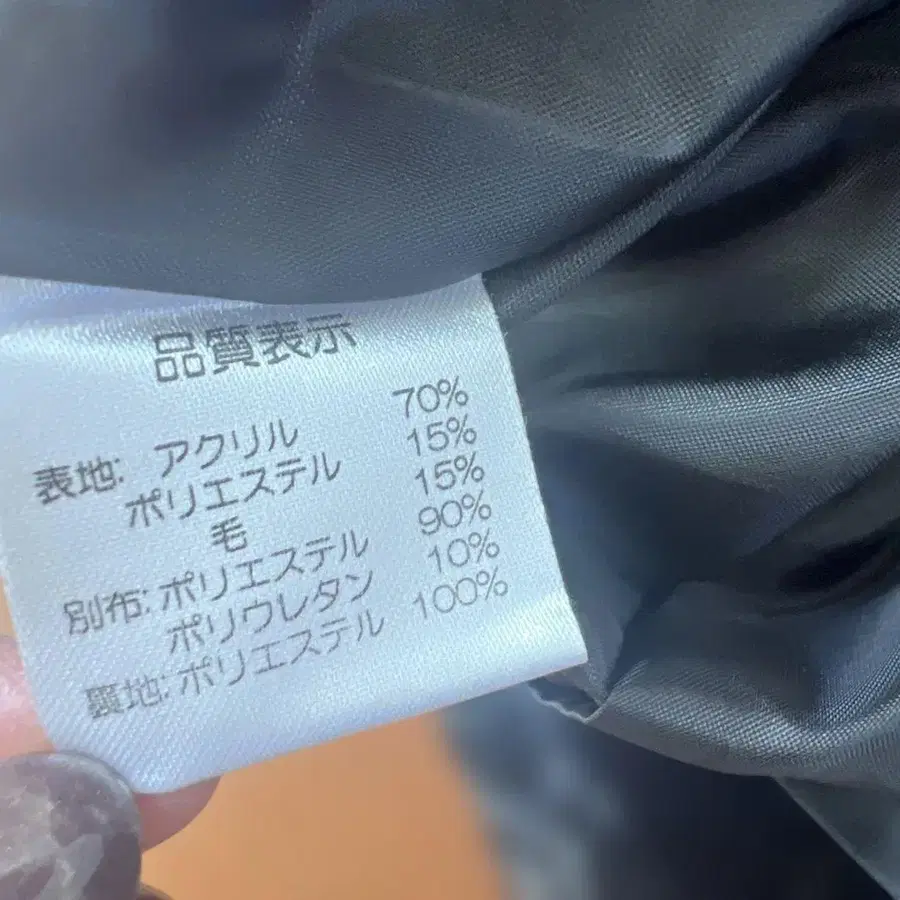 品質表示
表地: アクリル 70%
ポリエステル 15%
毛 15%
別布: ポリエステル 90%
ポリウレタン 10%
裏地: ポリエステル 100%